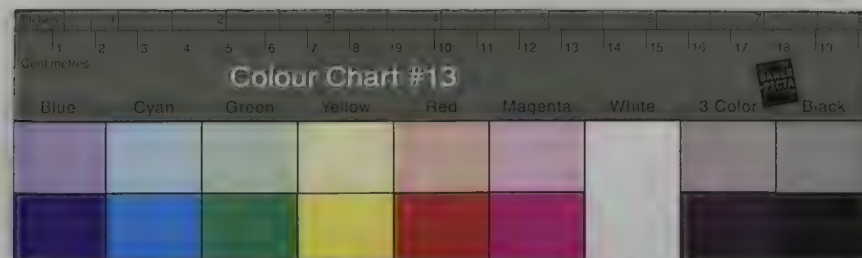 Inches 1 2 3 4 5 6 7
1 2 3 4 5 6 7 8 9 10 11 12 13 14 15 16 17 18 19
Centimetres
Colour Chart #13
Blue Cyan Green Yellow Red Magenta White 3 Color Black